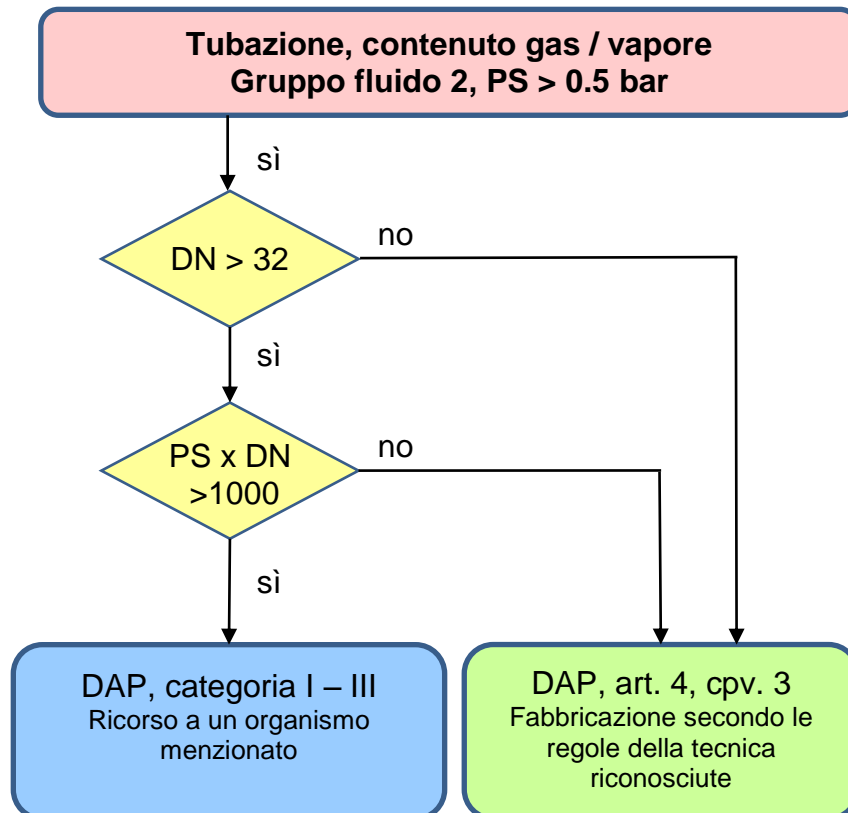 Tubazione, contenuto gas / vapore
Gruppo fluido 2, PS > 0.5 bar
sì
DN > 32
no
sì
PS x DN
>1000
no
sì
DAP, categoria I – III
Ricorso a un organismo
menzionato
DAP, art. 4, cpv. 3
Fabbricazione secondo le
regole della tecnica
riconosciute